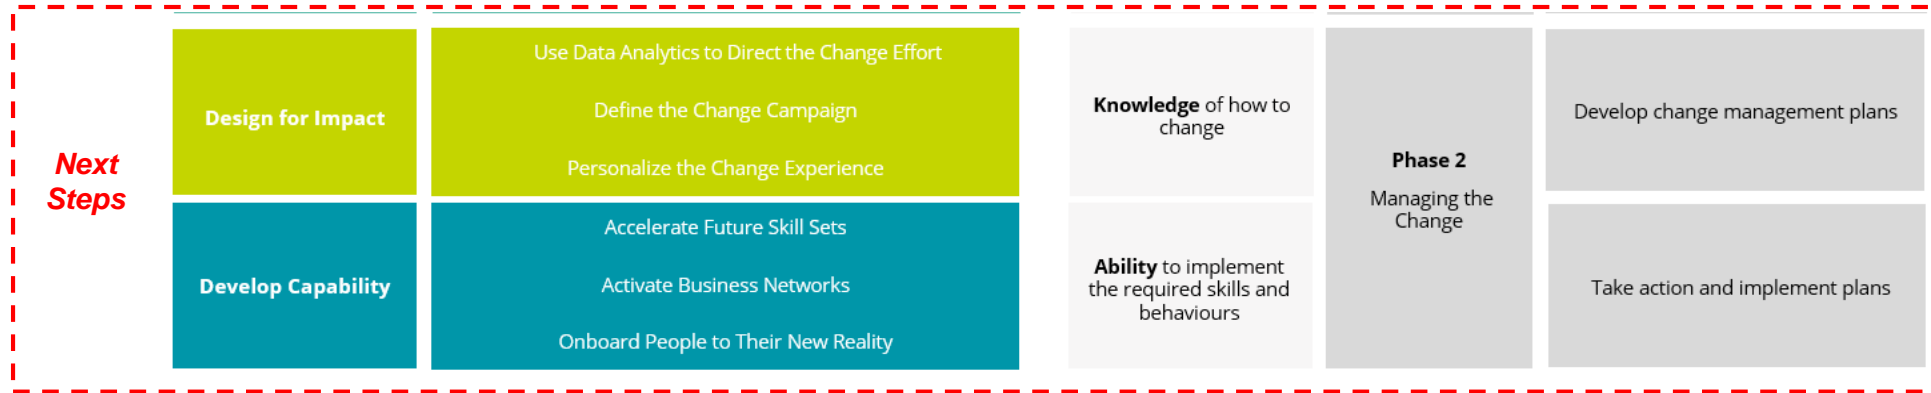 Next
Steps
Design for Impact
Use Data Analytics to Direct the Change Effort
Define the Change Campaign
Personalize the Change Experience
Knowledge of how to
change
Phase 2
Managing the
Change
Develop change management plans
Develop Capability
Accelerate Future Skill Sets
Activate Business Networks
Onboard People to Their New Reality
Ability to implement
the required skills and
behaviours
Take action and implement plans